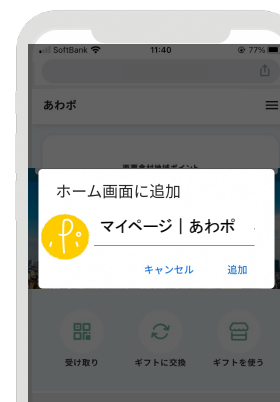 SoftBank 11:40 77%
あわポ
ホーム画面に追加
マイページ｜あわポ
キャンセル 追加
受け取り ギフトに交換 ギフトを使う